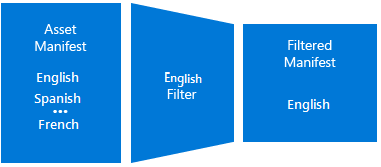 Asset
Manifest
English
Spanish
•••
French
English
Filter
Filtered
Manifest
English